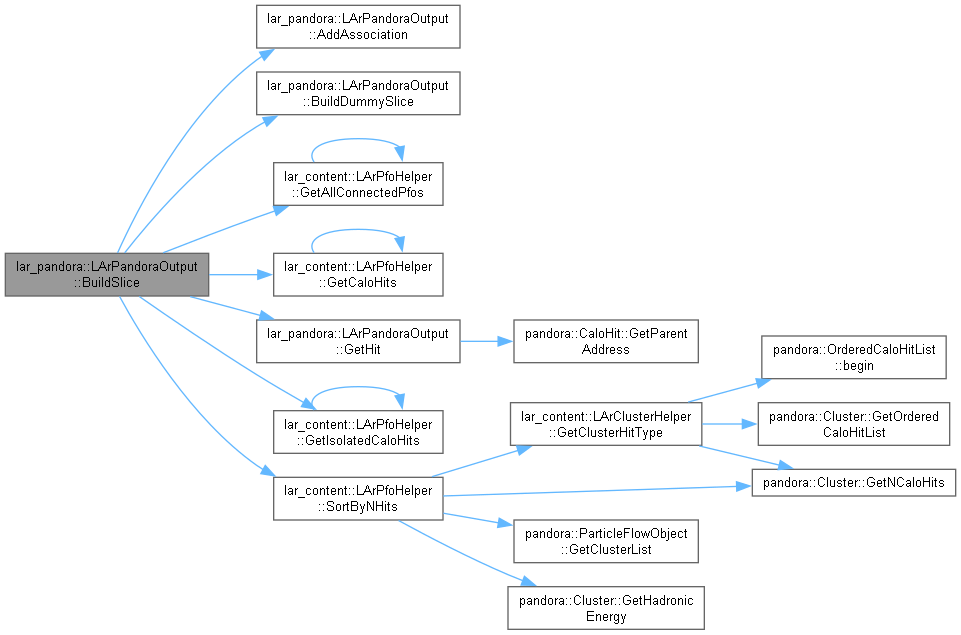 lar_pandora::LArPandoraOutput
::BuildSlice
lar_pandora::LArPandoraOutput
::AddAssociation
lar_pandora::LArPandoraOutput
::BuildDummySlice
lar_content::LArPfoHelper
::GetAllConnectedPfos
lar_content::LArPfoHelper
::GetCaloHits
lar_pandora::LArPandoraOutput
::GetHit
pandora::CaloHit::GetParent
Address
lar_content::LArPfoHelper
::GetIsolatedCaloHits
lar_content::LArPfoHelper
::SortByNHits
lar_content::LArClusterHelper
::GetClusterHitType
pandora::OrderedCaloHitList
::begin
pandora::Cluster::GetOrdered
CaloHitList
pandora::Cluster::GetNCaloHits
pandora::ParticleFlowObject
::GetClusterList
pandora::Cluster::GetHadronic
Energy